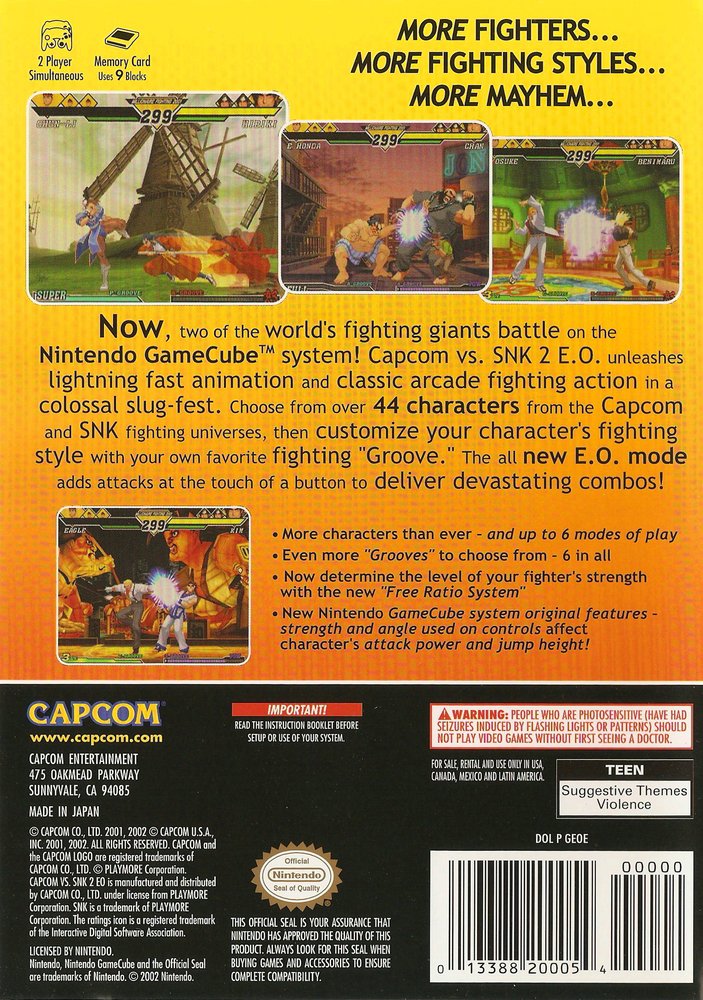 MORE FIGHTERS...
MORE FIGHTING STYLES...
MORE MAYHEM...
2 Player
Simultaneous
Memory Card
Uses 9 Blocks
299
CHUN-LI
HIBIKI
P-GROOVE
299
E HONDA
CHAN
JON
299
BENIMARU
Now, two of the world's fighting giants battle on the
Nintendo GameCube™ system! Capcom vs. SNK 2 E.O. unleashes
lightning fast animation and classic arcade fighting action in a
colossal slug-fest. Choose from over 44 characters from the Capcom
and SNK fighting universes, then customize your character's fighting
style with your own favorite fighting "Groove." The all new E.O. mode
adds attacks at the touch of a button to deliver devastating combos!
299
EAGLE
KIM
• More characters than ever – and up to 6 modes of play
• Even more "Grooves" to choose from – 6 in all
• Now determine the level of your fighter's strength
with the new "Free Ratio System"
• New Nintendo GameCube system original features –
strength and angle used on controls affect
character's attack power and jump height!
CAPCOM
www.capcom.com
CAPCOM ENTERTAINMENT
475 OAKMEAD PARKWAY
SUNNYVALE, CA 94085
MADE IN JAPAN
© CAPCOM CO., LTD. 2001, 2002 © CAPCOM U.S.A.,
INC. 2001, 2002. ALL RIGHTS RESERVED. CAPCOM and
the CAPCOM LOGO are registered trademarks of
CAPCOM CO., LTD. © PLAYMORE Corporation.
CAPCOM VS. SNK 2 EO is manufactured and distributed
by CAPCOM CO., LTD. under license from PLAYMORE
Corporation. SNK is a trademark of PLAYMORE
Corporation. The ratings icon is a registered trademark
of the Interactive Digital Software Association.
LICENSED BY NINTENDO.
Nintendo, Nintendo GameCube and the Official Seal
are trademarks of Nintendo. © 2002 Nintendo.
IMPORTANT!
READ THE INSTRUCTION BOOKLET BEFORE
SETUP OR USE OF YOUR SYSTEM.
Official
Nintendo
Seal of Quality
THIS OFFICIAL SEAL IS YOUR ASSURANCE THAT
NINTENDO HAS APPROVED THE QUALITY OF THIS
PRODUCT. ALWAYS LOOK FOR THIS SEAL WHEN
BUYING GAMES AND ACCESSORIES TO ENSURE
COMPLETE COMPATIBILITY.
WARNING: PEOPLE WHO ARE PHOTOSENSITIVE (HAVE HAD
SEIZURES INDUCED BY FLASHING LIGHTS OR PATTERNS) SHOULD
NOT PLAY VIDEO GAMES WITHOUT FIRST SEEING A DOCTOR.
FOR SALE, RENTAL AND USE ONLY IN USA,
CANADA, MEXICO AND LATIN AMERICA.
TEEN
Suggestive Themes
Violence
DOL P GEOE
00000
0 13388 20005 4